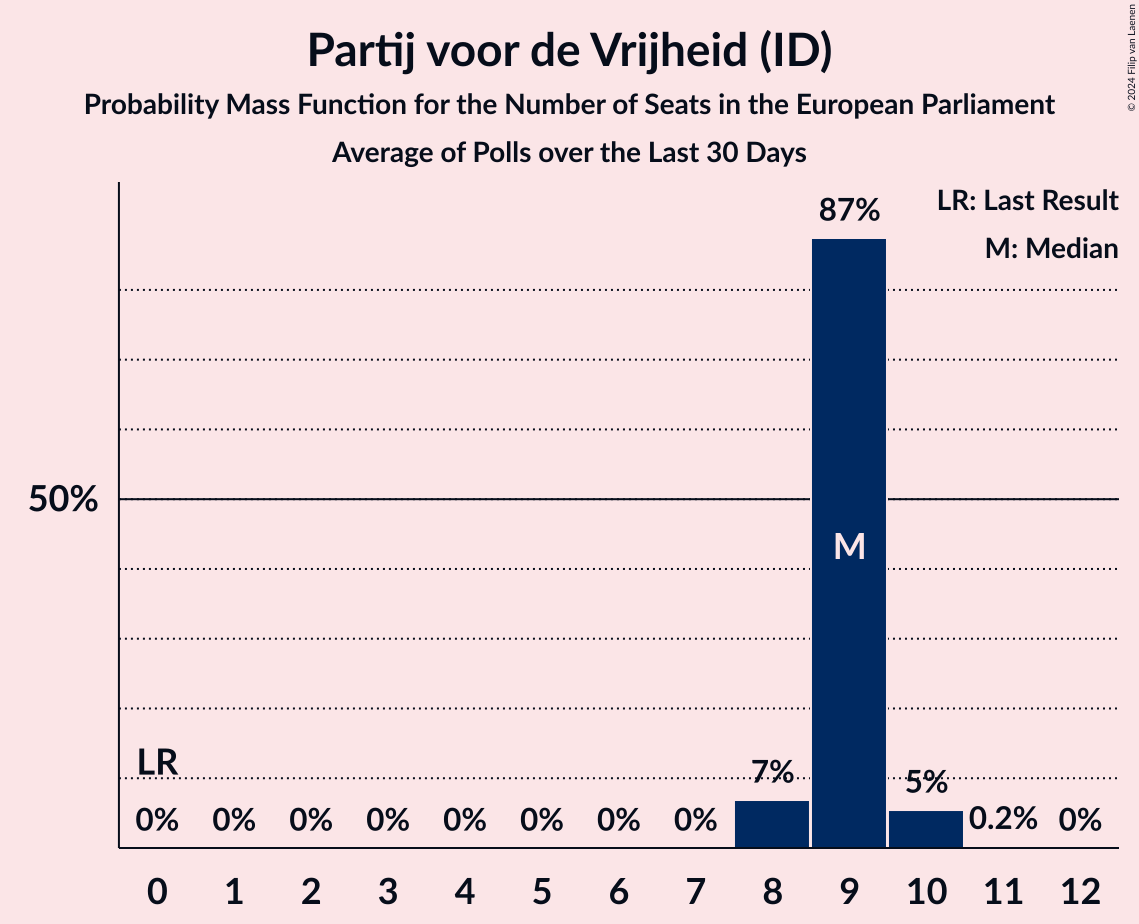 Partij voor de Vrijheid (ID)
Probability Mass Function for the Number of Seats in the European Parliament
Average of Polls over the Last 30 Days
© 2024 Filip van Laenen
LR: Last Result
M: Median
87%
50%
M
LR
7%
5%
0% 0% 0% 0% 0% 0% 0% 0% 0.2% 0%
0 1 2 3 4 5 6 7 8 9 10 11 12